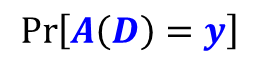 Pr[A(D) = y]